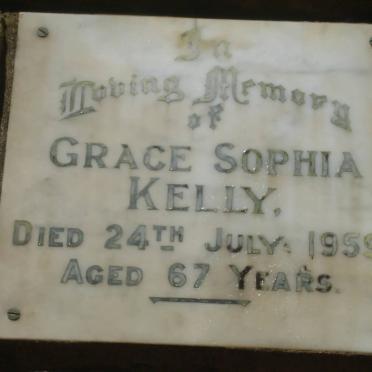 In
Loving Memory
of
GRACE SOPHIA
KELLY,
DIED 24TH JULY, 1959
AGED 67 YEARS.